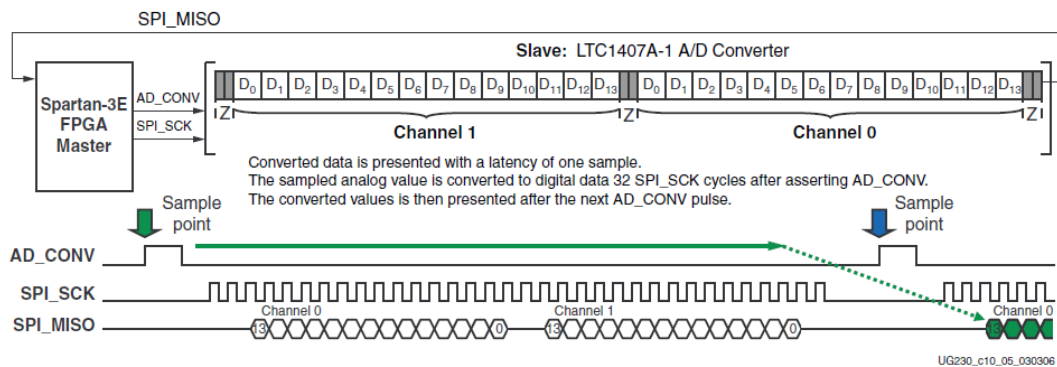 SPI_MISO
Slave: LTC1407A-1 A/D Converter
Spartan-3E
FPGA
Master
AD_CONV
SPI_SCK
Z D0 D1 D2 D3 D4 D5 D6 D7 D8 D9 D10 D11 D12 D13 Z D0 D1 D2 D3 D4 D5 D6 D7 D8 D9 D10 D11 D12 D13 Z
Channel 1 Channel 0
Converted data is presented with a latency of one sample.
The sampled analog value is converted to digital data 32 SPI_SCK cycles after asserting AD_CONV.
The converted values is then presented after the next AD_CONV pulse.
Sample
point
Sample
point
AD_CONV
SPI_SCK
Channel 0 Channel 1 Channel 0
SPI_MISO 13 0 13 0 13
UG230_c10_05_030306